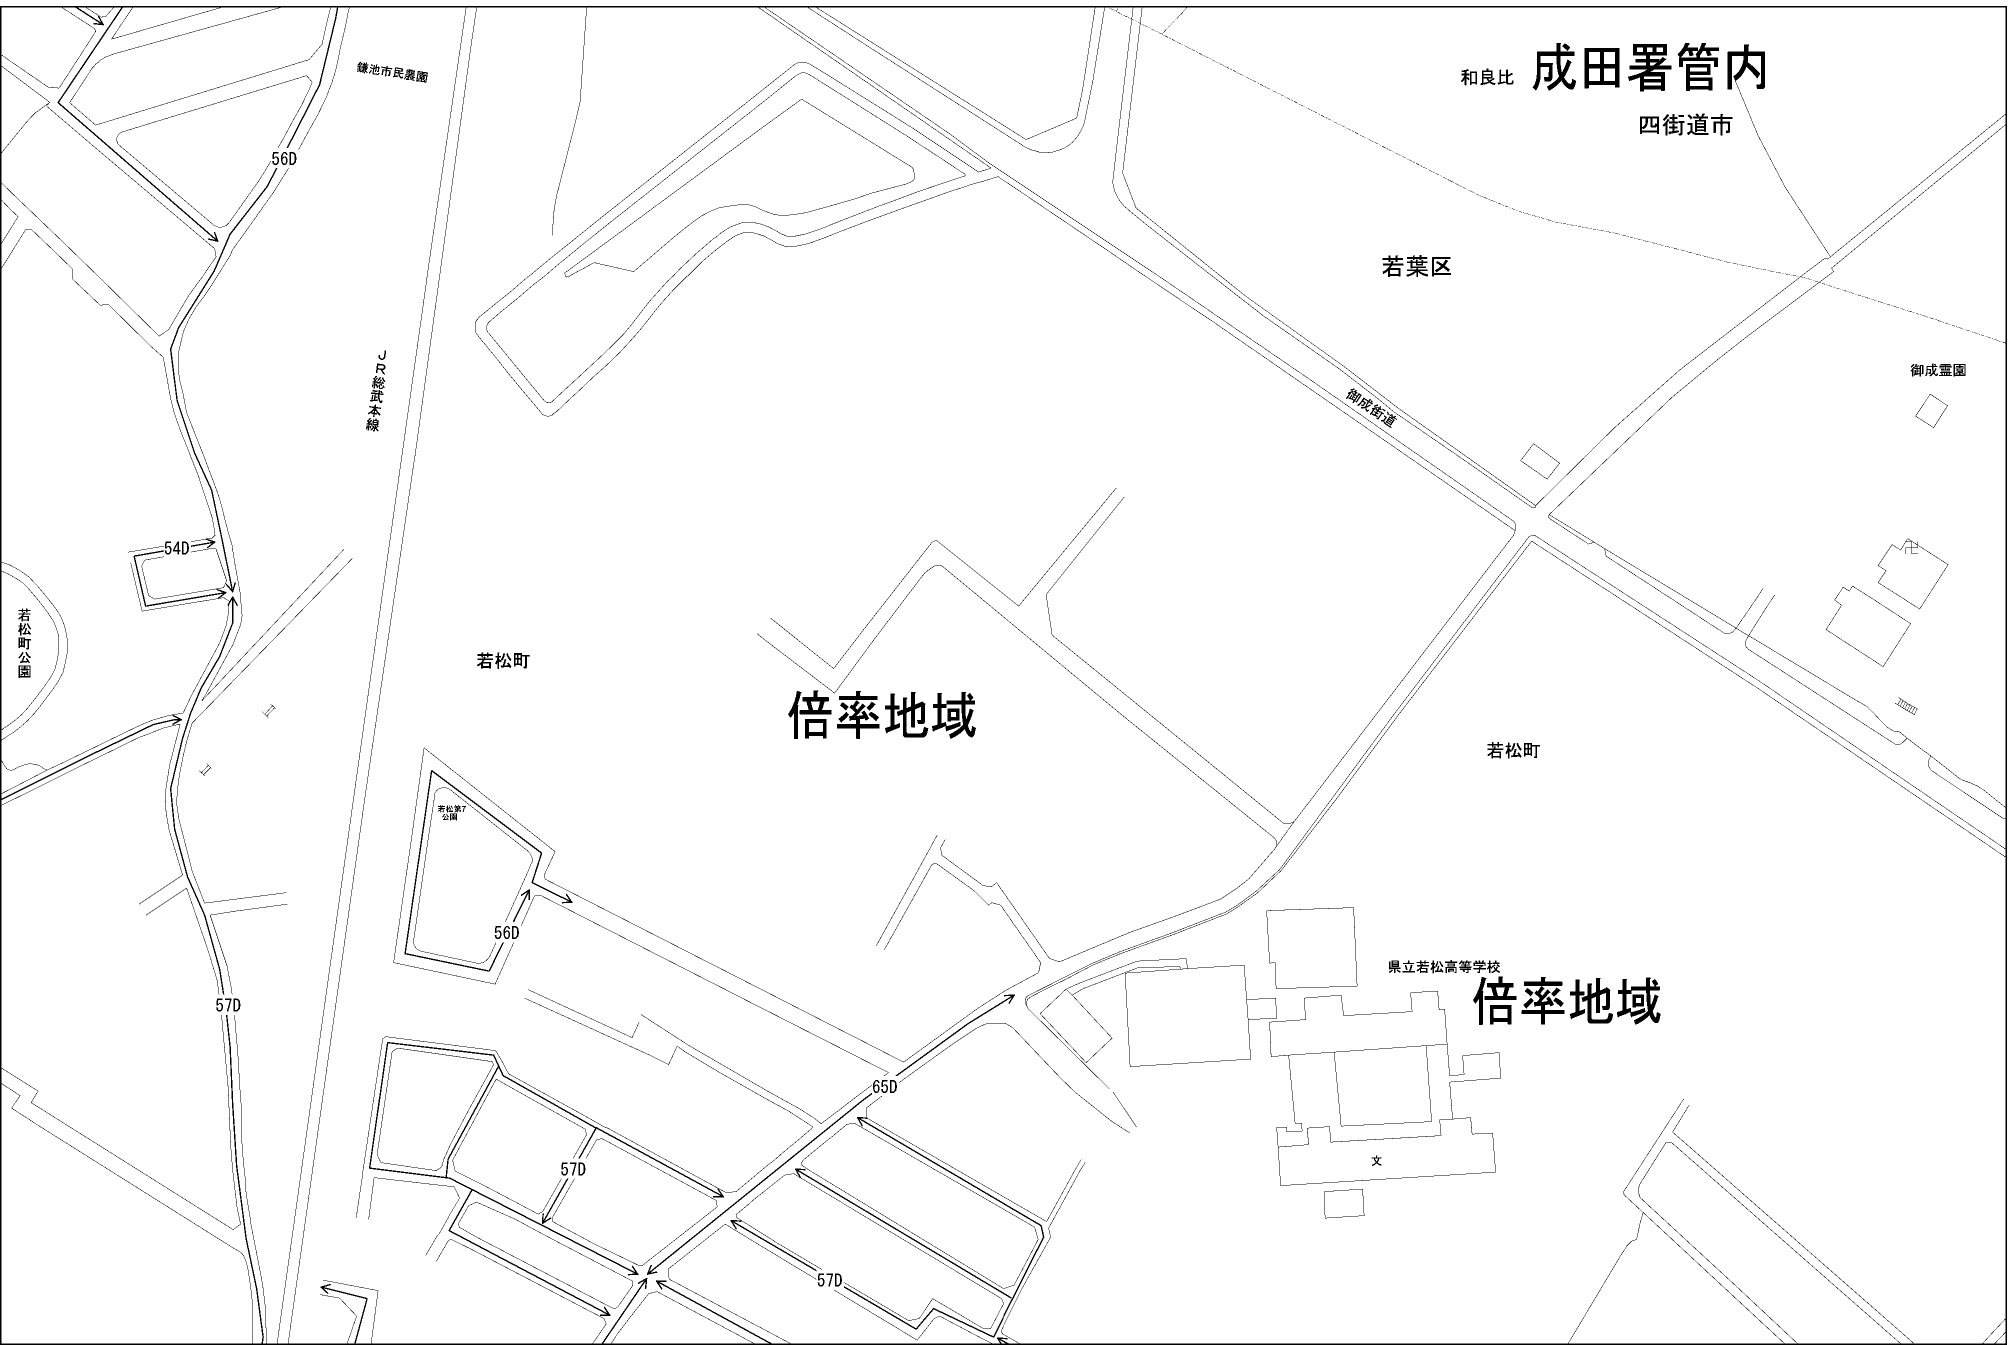 成田署管内
和良比
四街道市
鎌池市民農園
56D
若葉区
JR総武本線
御成街道
御成霊園
54D
卍
若松町公園
若松町
倍率地域
若松町
若松第7
公園
56D
県立若松高等学校
倍率地域
57D
65D
57D
文
57D